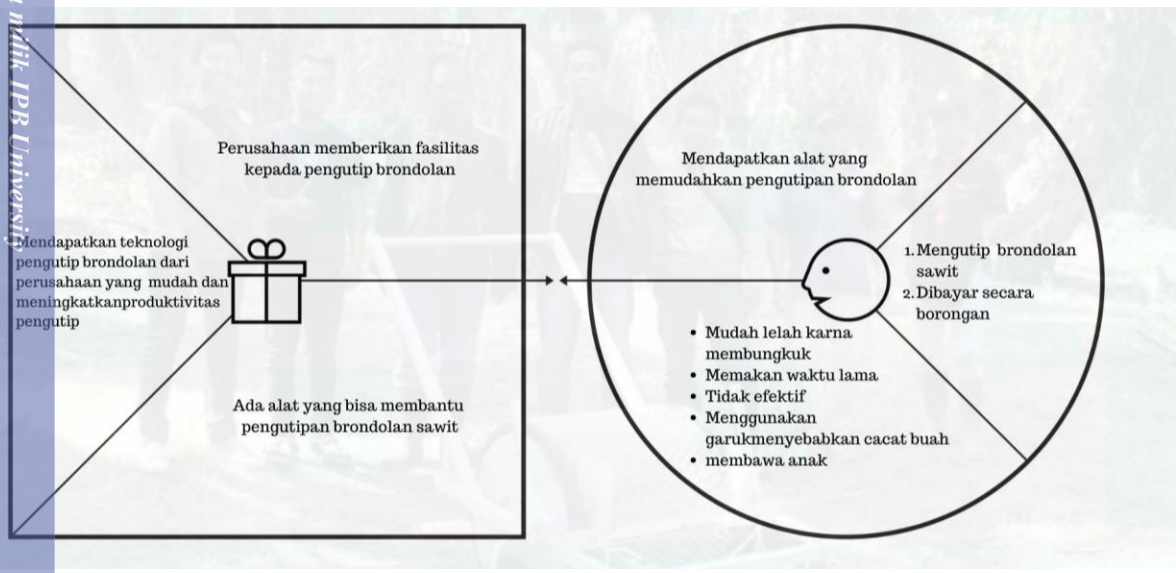 milik IPB University
Perusahaan memberikan fasilitas
kepada pengutip brondolan
Mendapatkan teknologi
pengutip brondolan dari
perusahaan yang mudah dan
meningkatkanproduktivitas
pengutip
Ada alat yang bisa membantu
pengutipan brondolan sawit
Mendapatkan alat yang
memudahkan pengutipan brondolan
1. Mengutip brondolan
sawit
2. Dibayar secara
borongan
• Mudah lelah karna
membungkuk
• Memakan waktu lama
• Tidak efektif
• Menggunakan
garukmenyebabkan cacat buah
• membawa anak